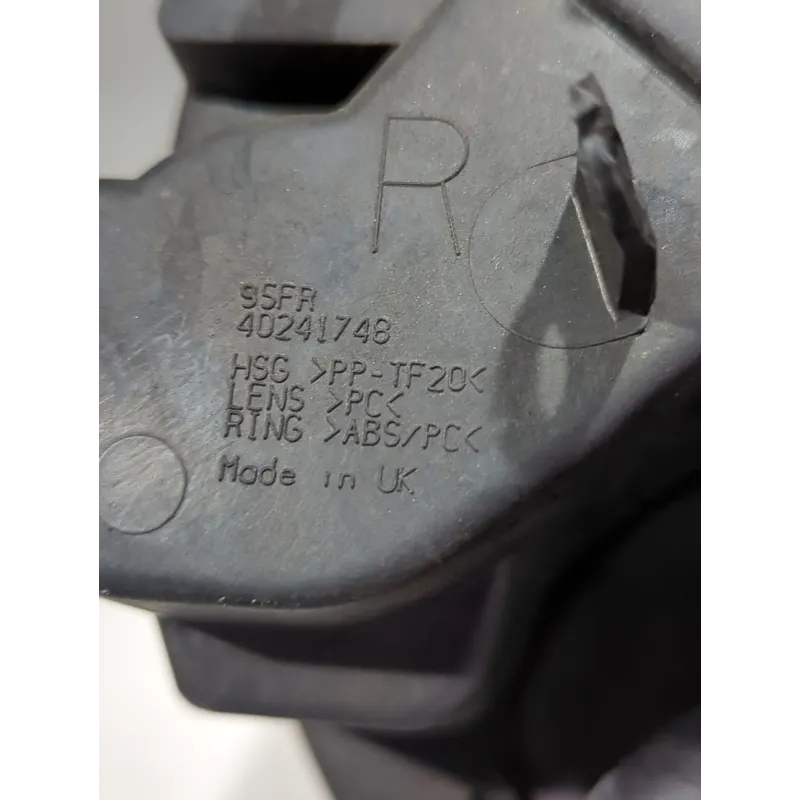 R
95FR
40241748
HSG >PP-TF20<
LENS >PC<
RING >ABS/PC<
Made in UK